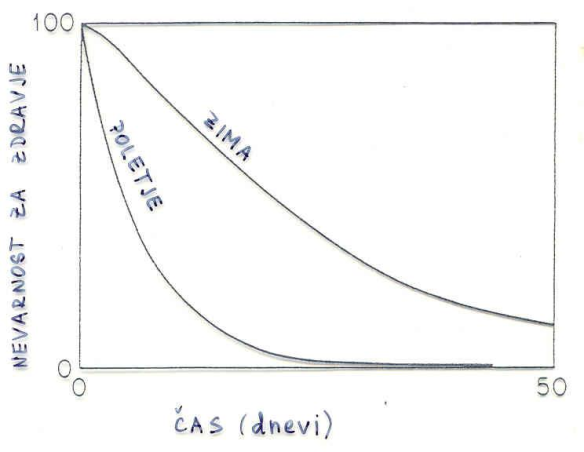 100
NEVARNOST ZA ZDRAVJE
POLETJE
ZIMA
0
0
50
ČAS (dnevi)